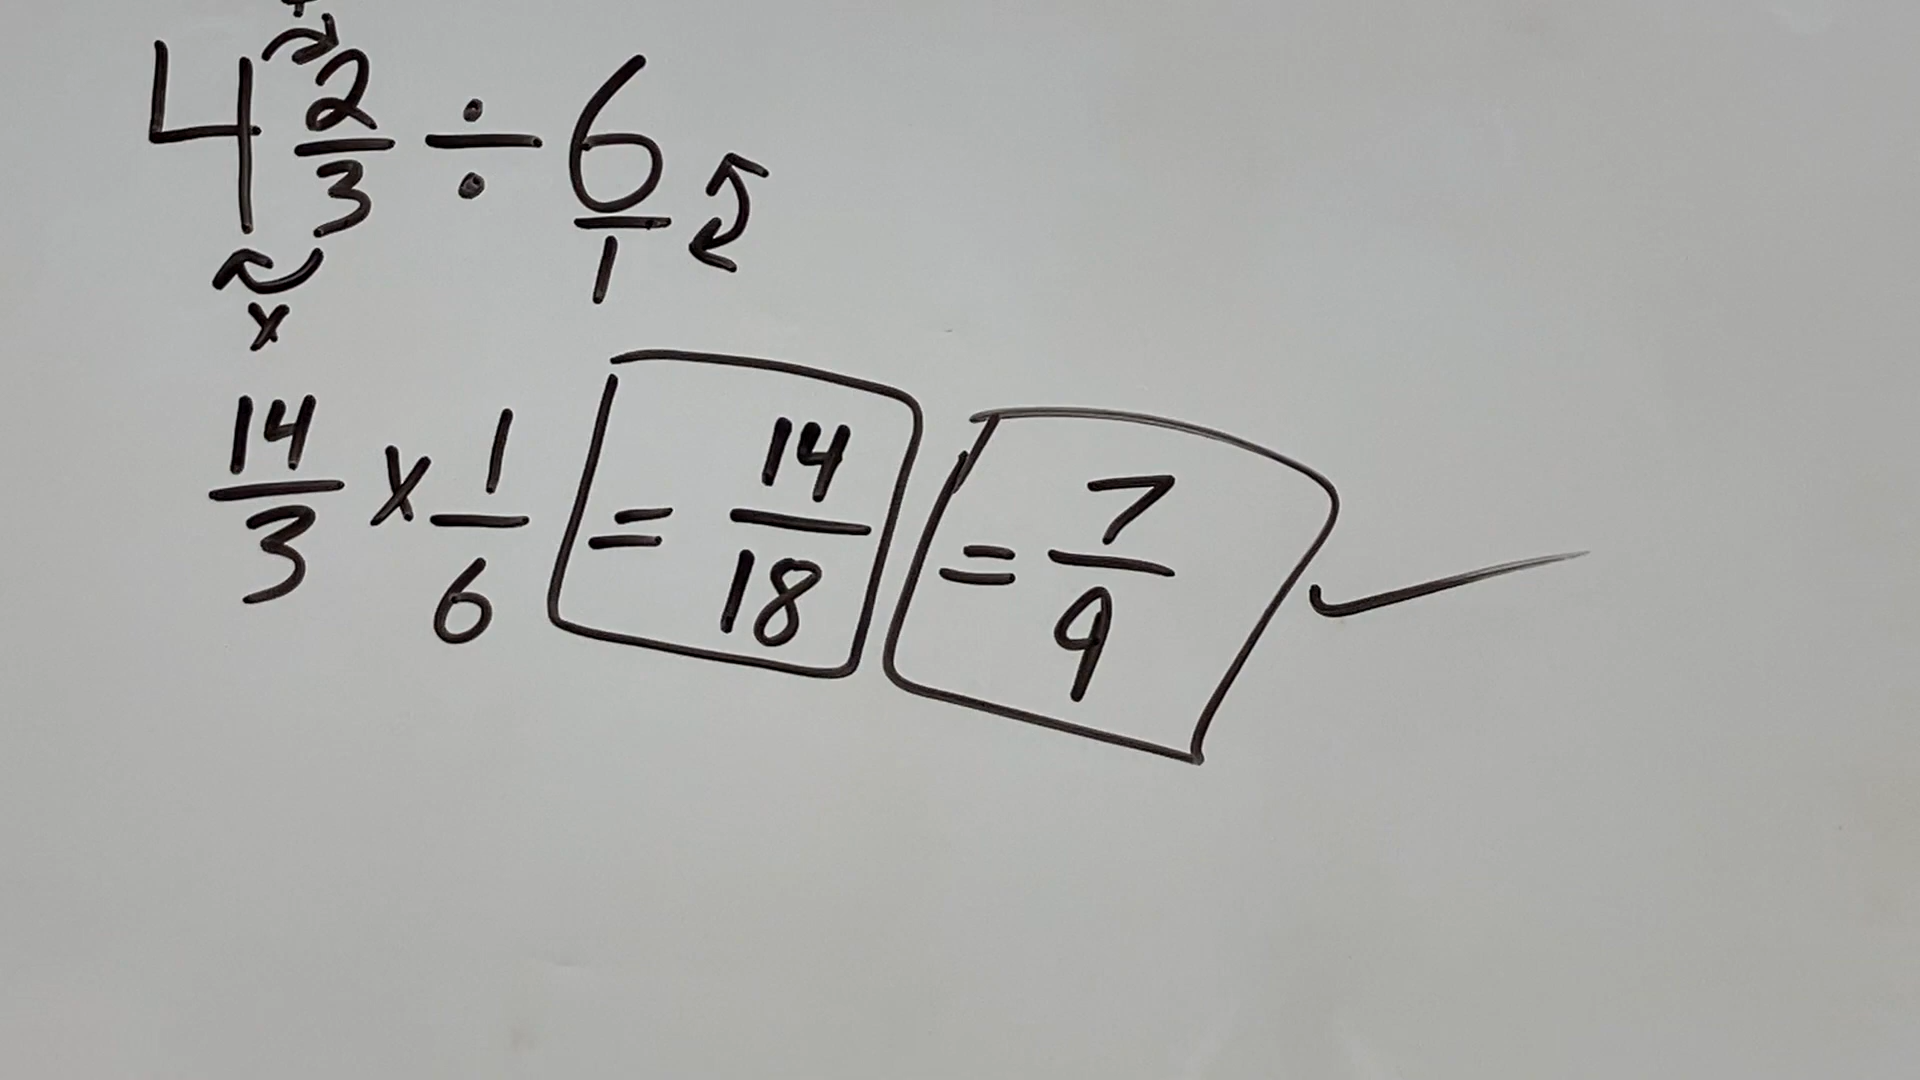 +
4 2/3 ÷ 6/1
x
14/3 x 1/6 = 14/18 = 7/9 ✓